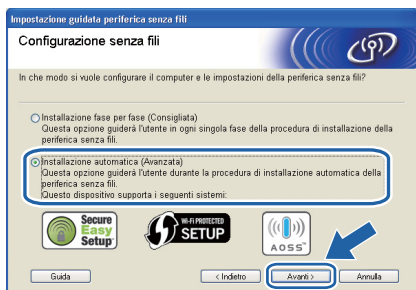 Impostazione guidata periferica senza fili
Configurazione senza fili
In che modo si vuole configurare il computer e le impostazioni della periferica senza fili?
Installazione fase per fase (Consigliata)
Questa opzione guiderà l'utente in ogni singola fase della procedura di installazione della
periferica senza fili.
Installazione automatica (Avanzata)
Questa opzione guiderà l'utente durante la procedura di installazione automatica della
periferica senza fili.
Questo dispositivo supporta i seguenti sistemi:
Secure
Easy
Setup™
Wi-Fi PROTECTED
SETUP
AOSS™
Guida
< Indietro
Avanti >
Annulla